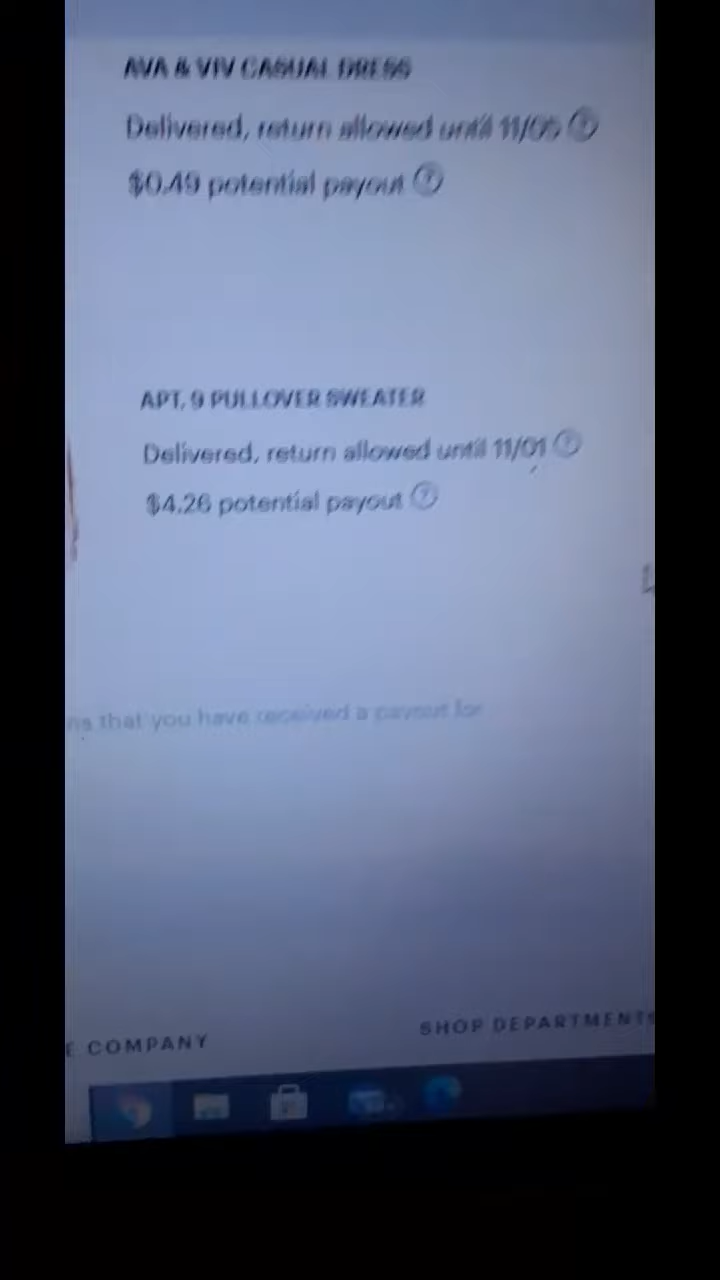 AVA & VIV CASUAL DRESS
Delivered, return allowed until 11/05
$0.49 potential payout
APT. 9 PULLOVER SWEATER
Delivered, return allowed until 11/01
$4.26 potential payout
that you have received a payout for
COMPANY
SHOP DEPARTMENTS